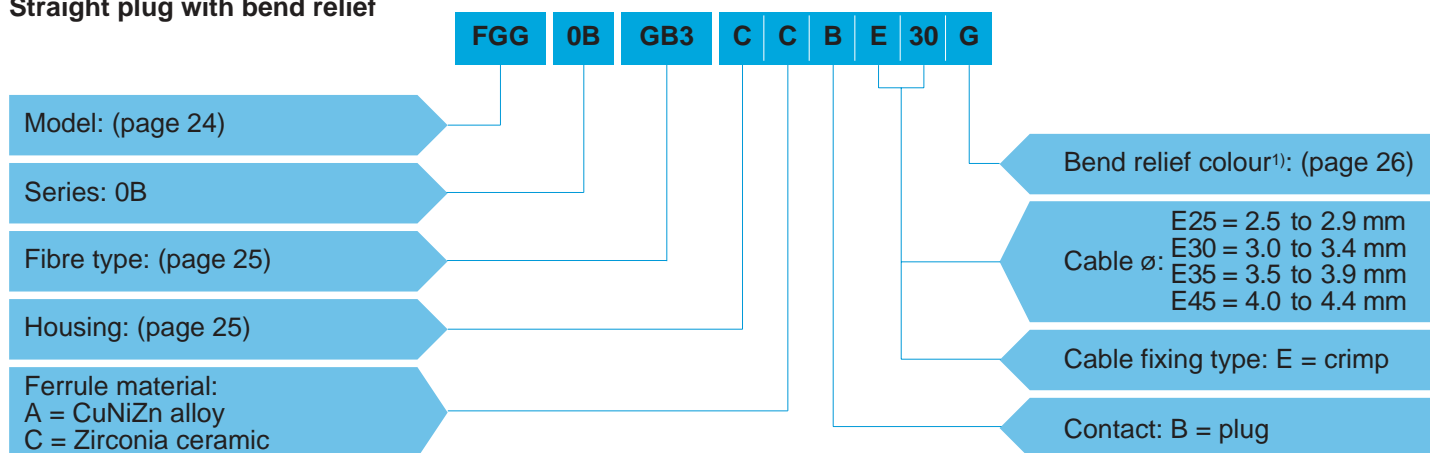 Straight plug with bend relief
FGG 0B GB3 C C B E 30 G
Model: (page 24)
Series: 0B
Fibre type: (page 25)
Housing: (page 25)
Ferrule material:
A = CuNiZn alloy
C = Zirconia ceramic
Bend relief colour1): (page 26)
Cable ø:
E25 = 2.5 to 2.9 mm
E30 = 3.0 to 3.4 mm
E35 = 3.5 to 3.9 mm
E45 = 4.0 to 4.4 mm
Cable fixing type: E = crimp
Contact: B = plug